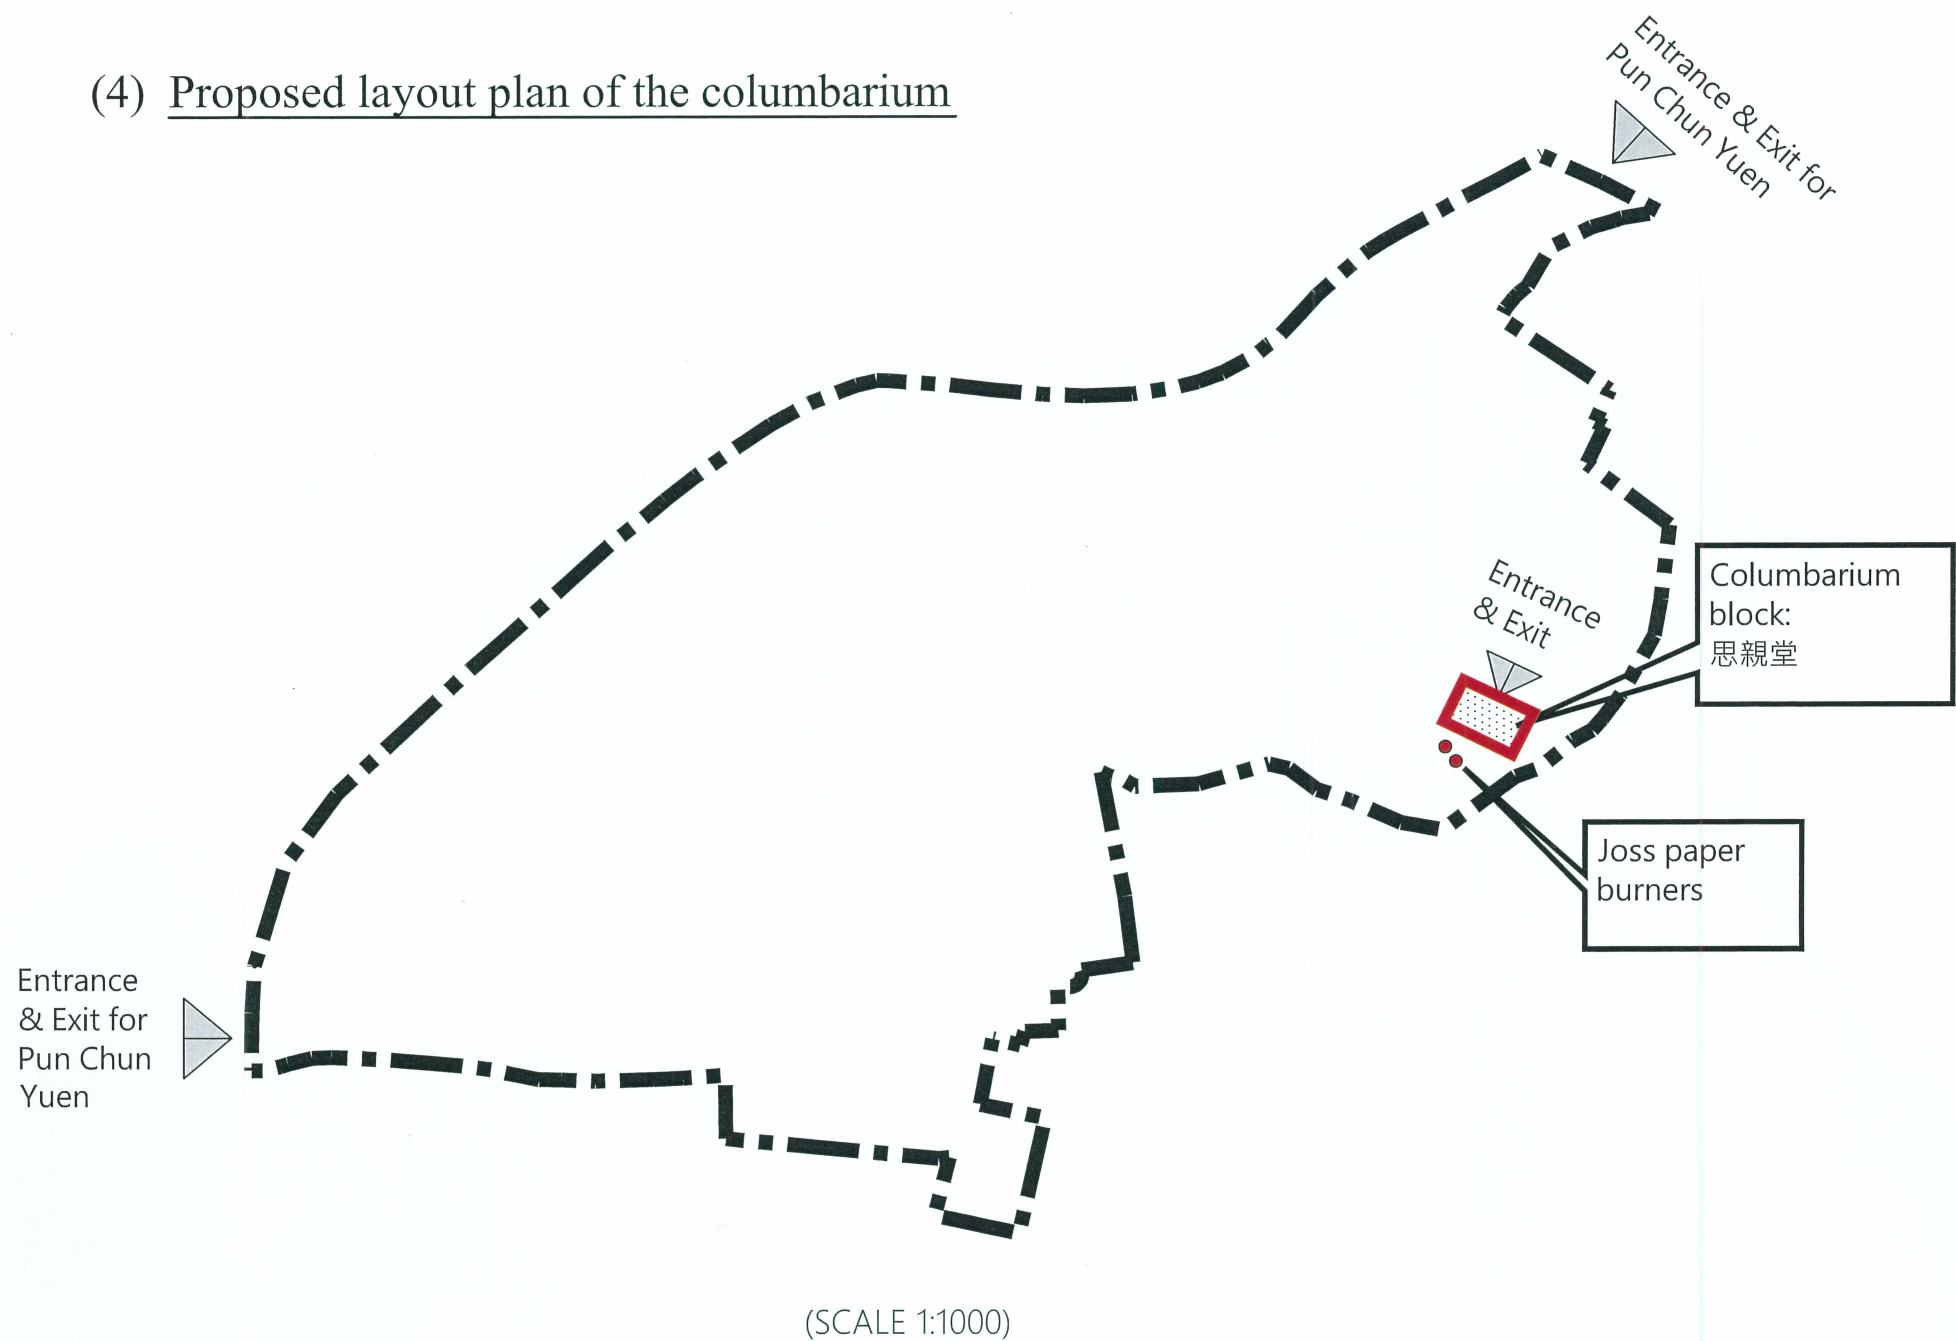 (4) Proposed layout plan of the columbarium
Entrance & Exit for
Pun Chun Yuen
Entrance
& Exit
Columbarium
block:
思親堂
Joss paper
burners
Entrance
& Exit for
Pun Chun
Yuen
(SCALE 1:1000)